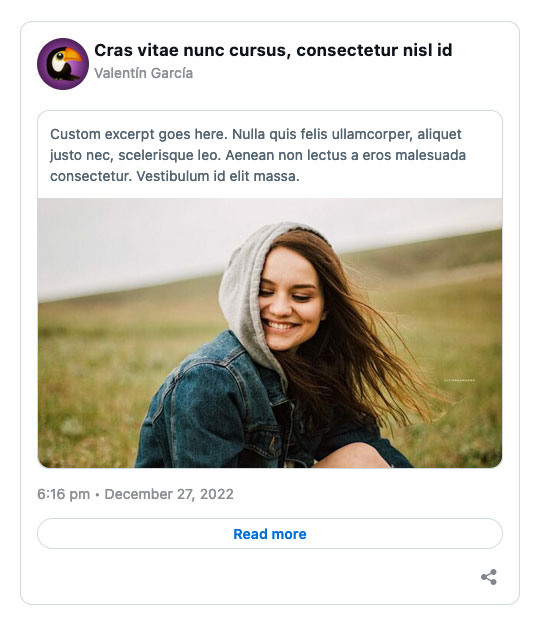 Cras vitae nunc cursus, consectetur nisl id
Valentín García
Custom excerpt goes here. Nulla quis felis ullamcorper, aliquet
justo nec, scelerisque leo. Aenean non lectus a eros malesuada
consectetur. Vestibulum id elit massa.
6:16 pm • December 27, 2022
Read more